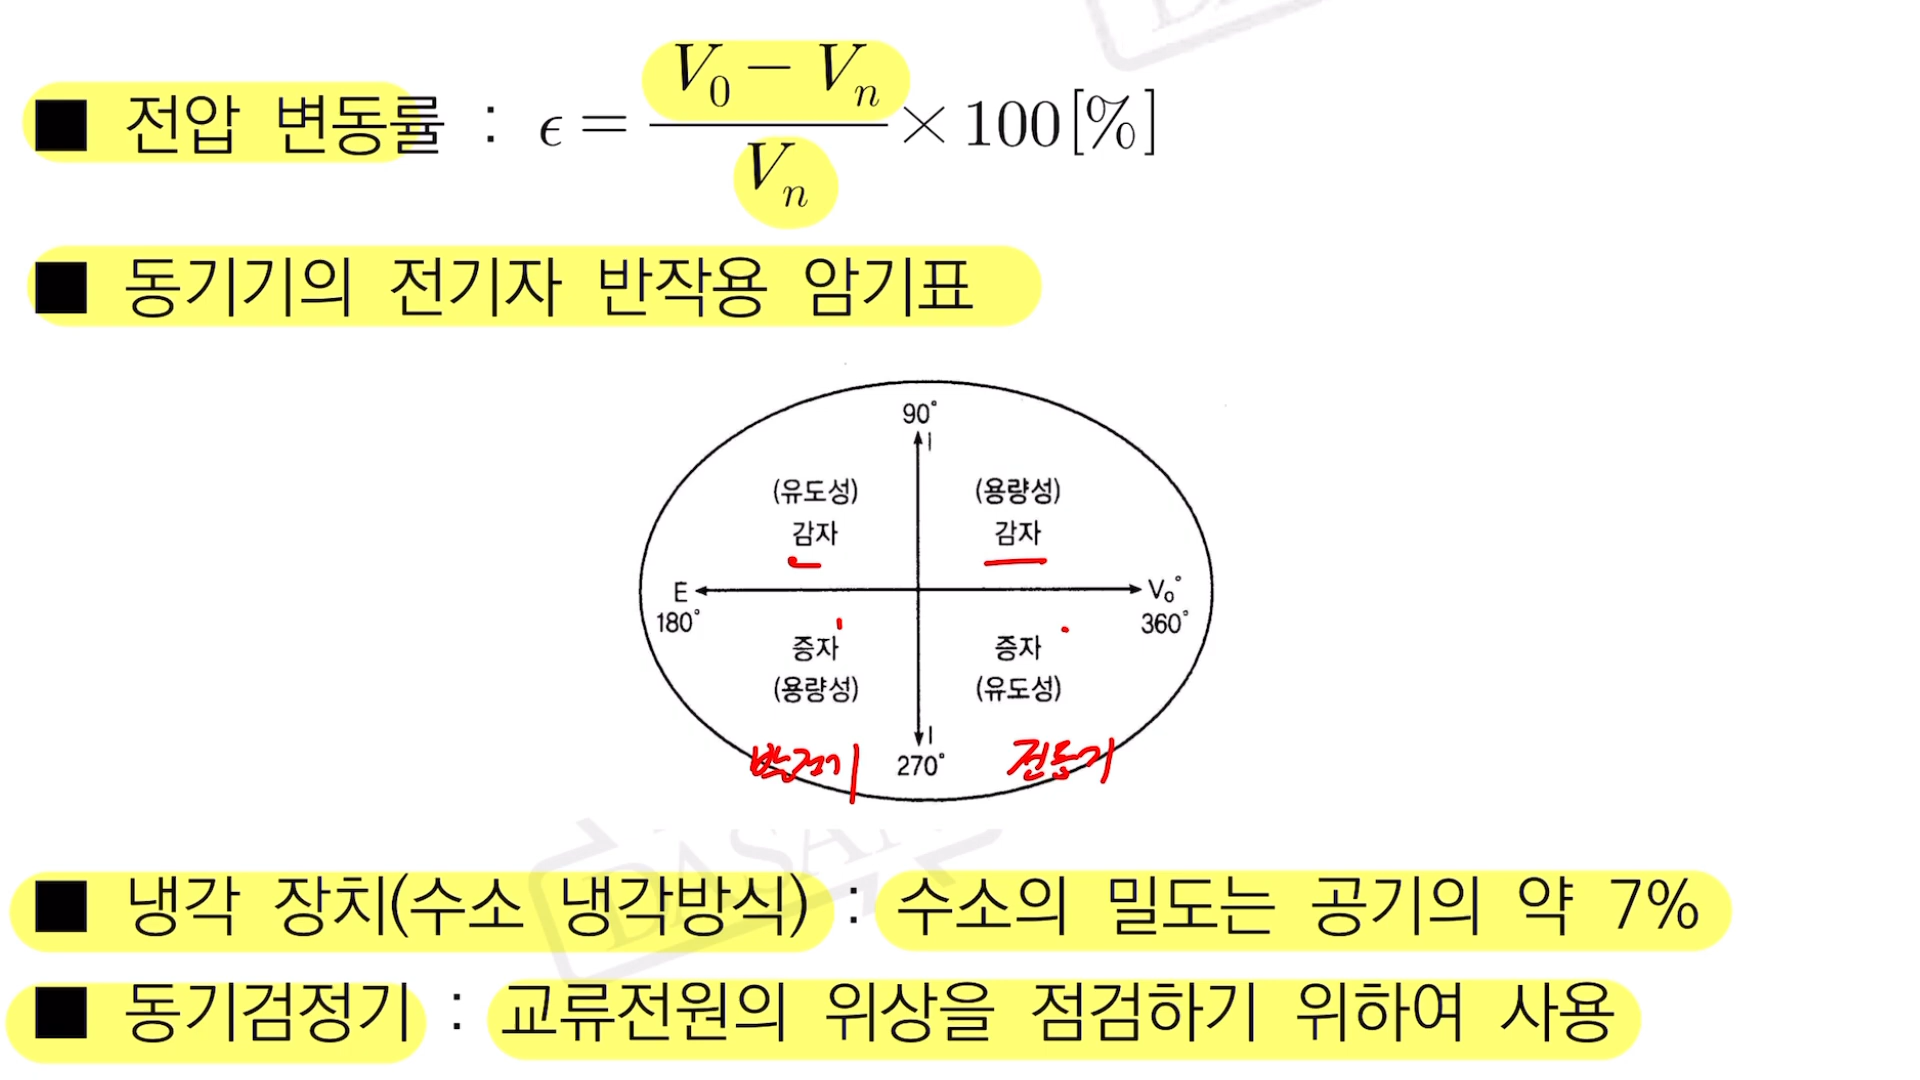 ■ 전압 변동률 : ϵ = (V₀ − Vₙ) / Vₙ × 100[%]
■ 동기기의 전기자 반작용 암기표
90°
I
(유도성) (용량성)
감자 감자
E V₀°
180° 360°
증자 증자
(용량성) (유도성)
I
270°
발전기 전동기
■ 냉각 장치(수소 냉각방식) : 수소의 밀도는 공기의 약 7%
■ 동기검정기 : 교류전원의 위상을 점검하기 위하여 사용